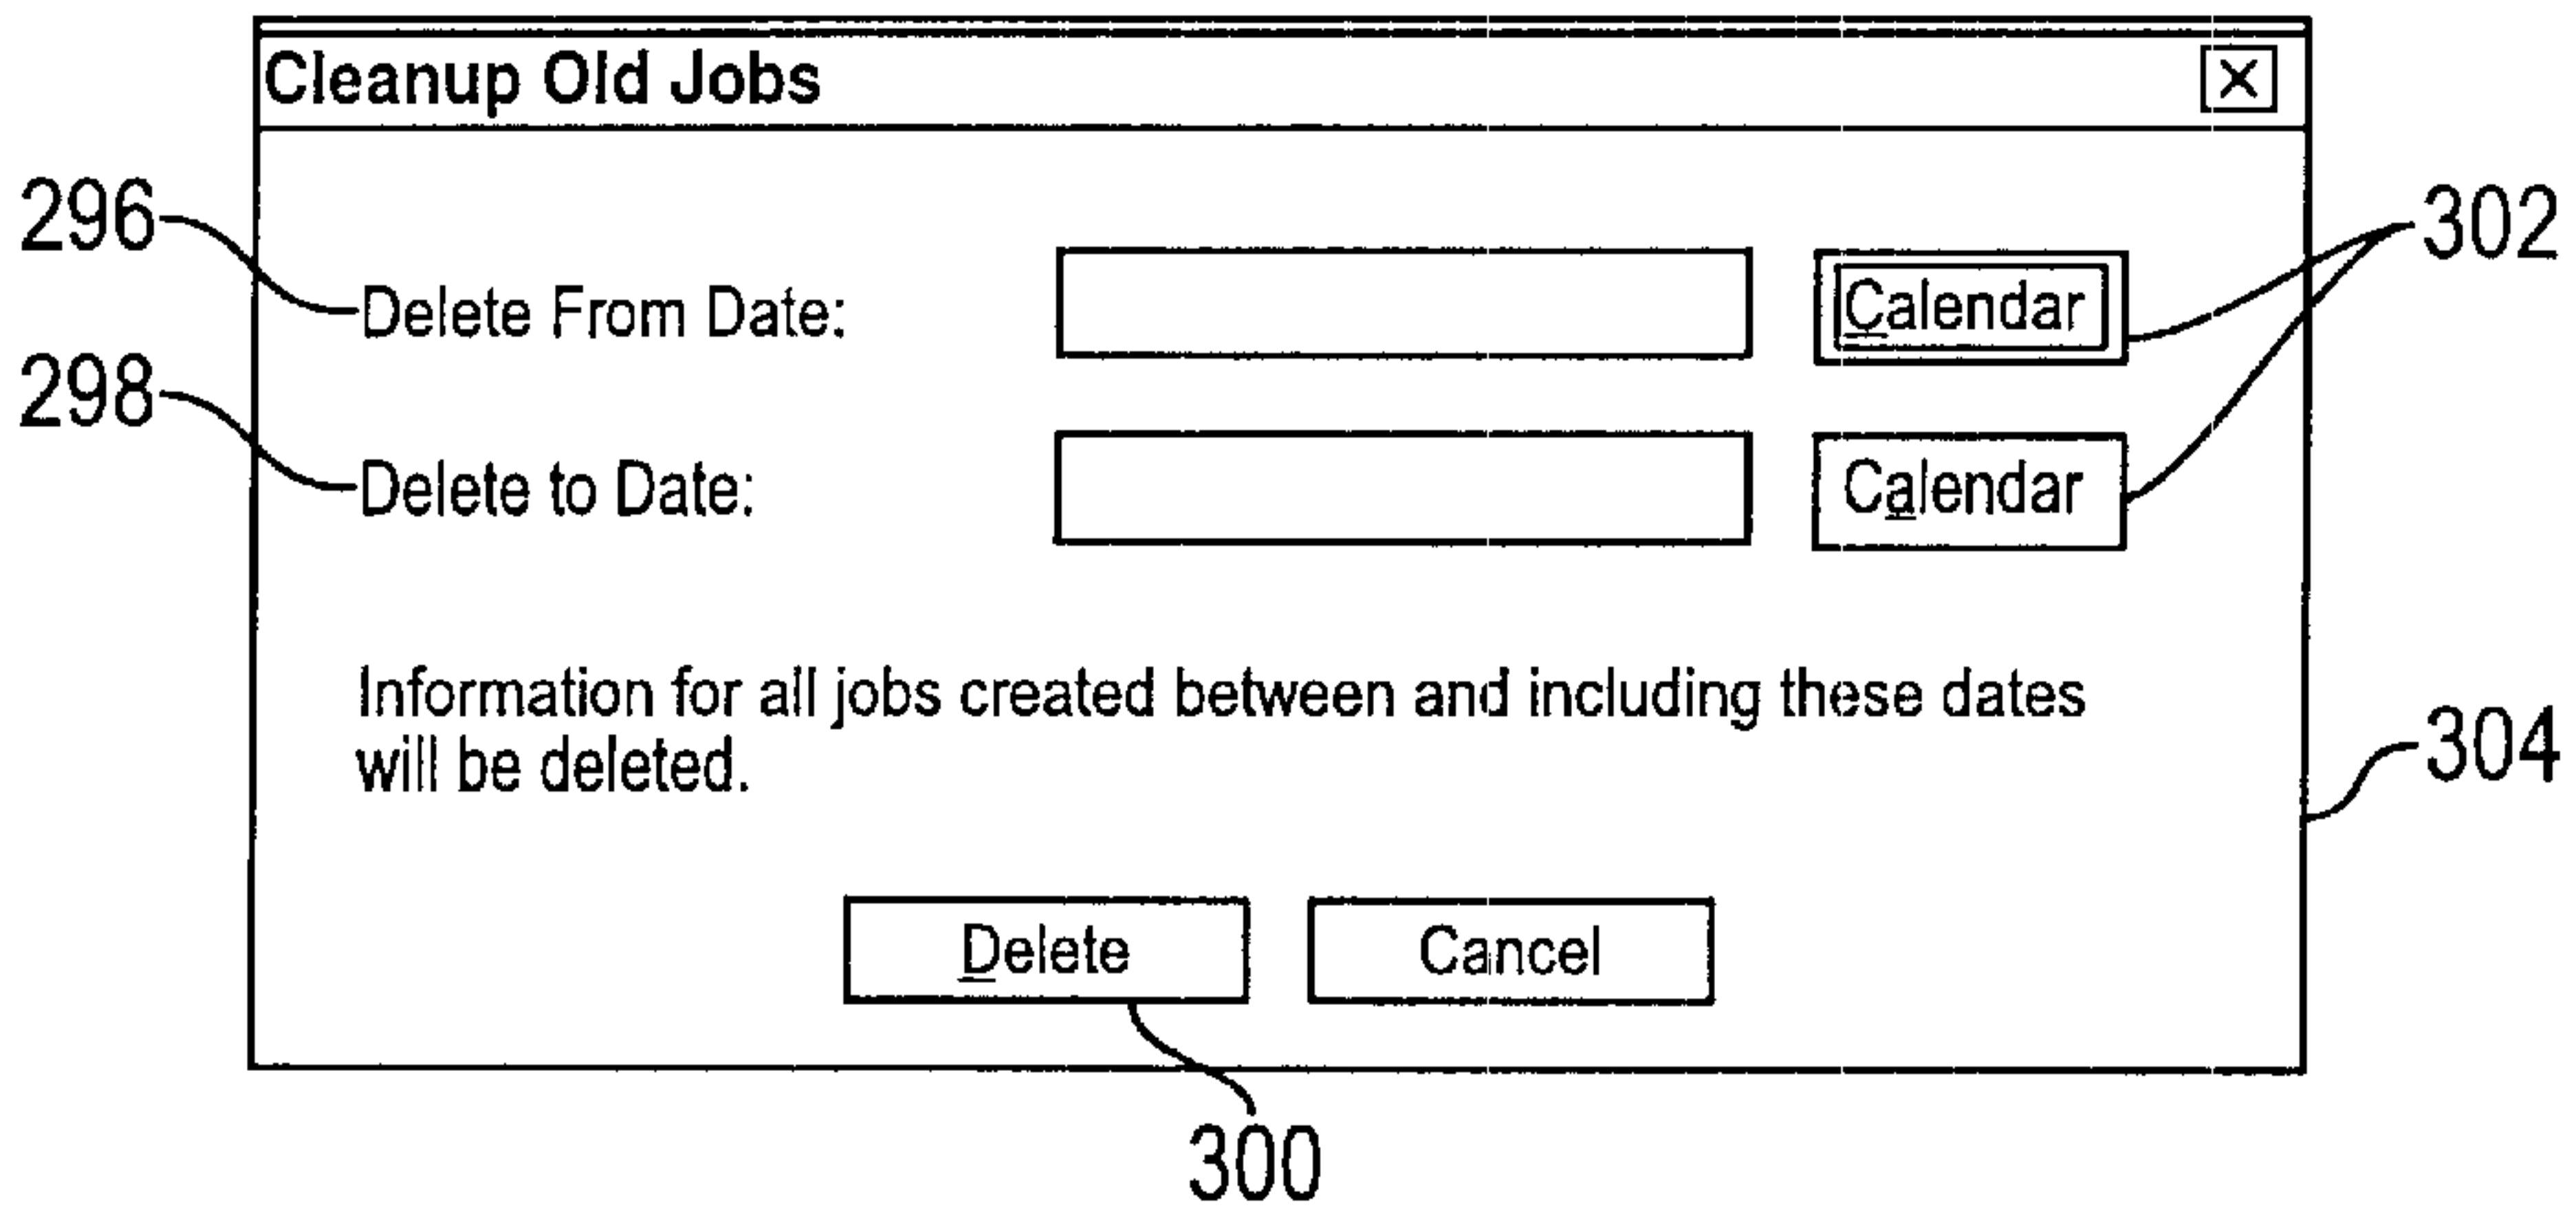 Cleanup Old Jobs X
296 302
Delete From Date: Calendar
298
Delete to Date: Calendar
Information for all jobs created between and including these dates
will be deleted.
304
Delete Cancel
300